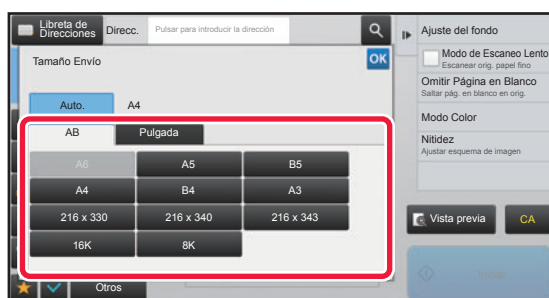 Libreta de
Direcciones
Direcc.
Pulsar para introducir la dirección
Tamaño Envío
OK
Auto.
A4
AB
Pulgada
A6
A5
B5
A4
B4
A3
216 x 330
216 x 340
216 x 343
16K
8K
Otros
Ajuste del fondo
Modo de Escaneo Lento
Escanear orig. papel fino
Omitir Página en Blanco
Saltar pág. en blanco en orig.
Modo Color
Nitidez
Ajustar esquema de imagen
Vista previa
CA
Iniciar